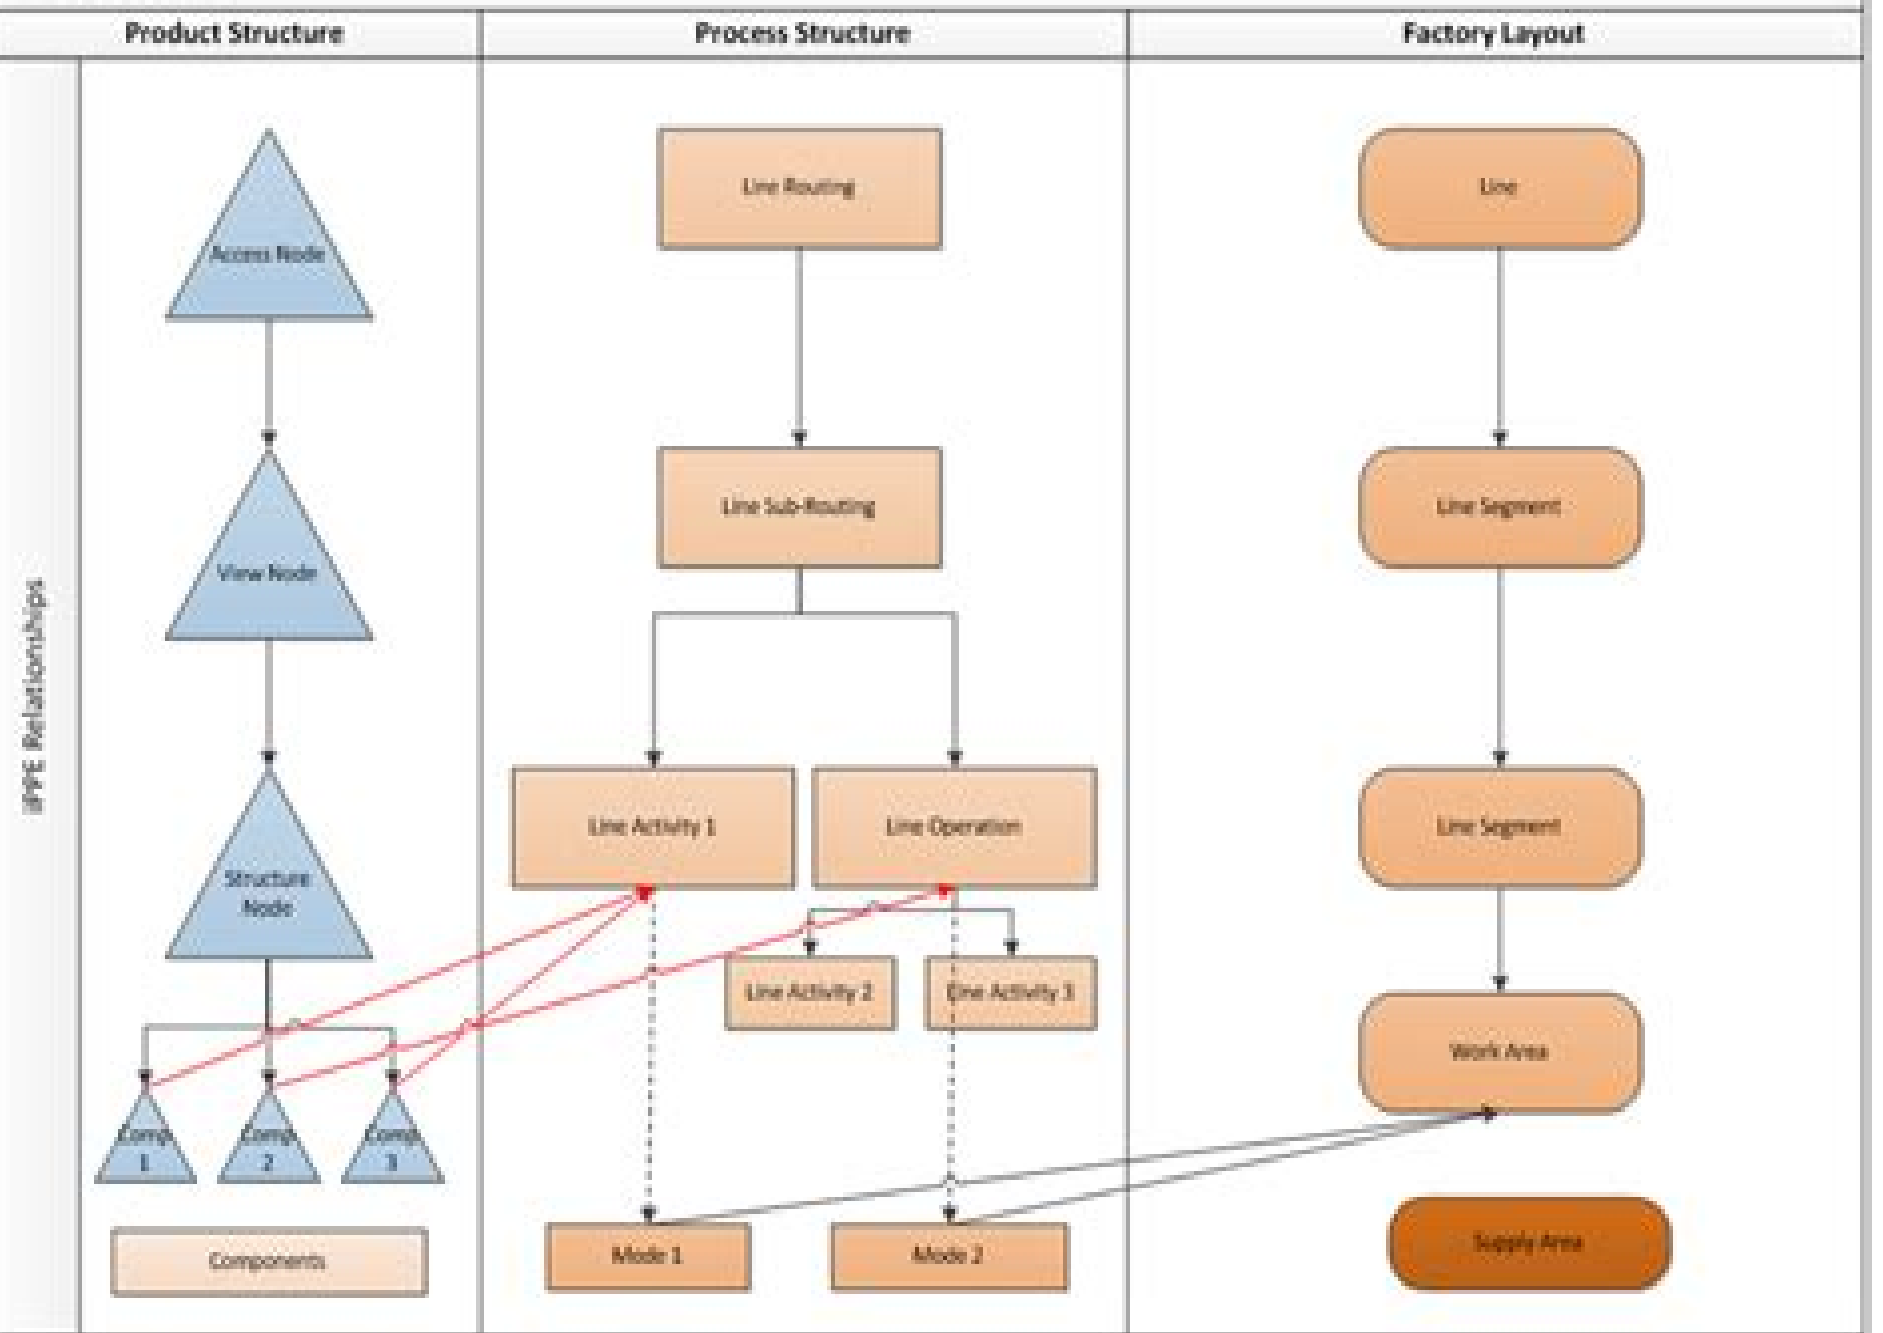 Product Structure
Process Structure
Factory Layout
iPPE Relationships
Access Node
Line Routing
Line
View Node
Line Sub-Routing
Line Segment
Structure
Node
Line Activity 1
Line Operation
Line Segment
Line Activity 2
Line Activity 3
Work Area
Comp
1
Comp
2
Comp
3
Components
Mode 1
Mode 2
Supply Area